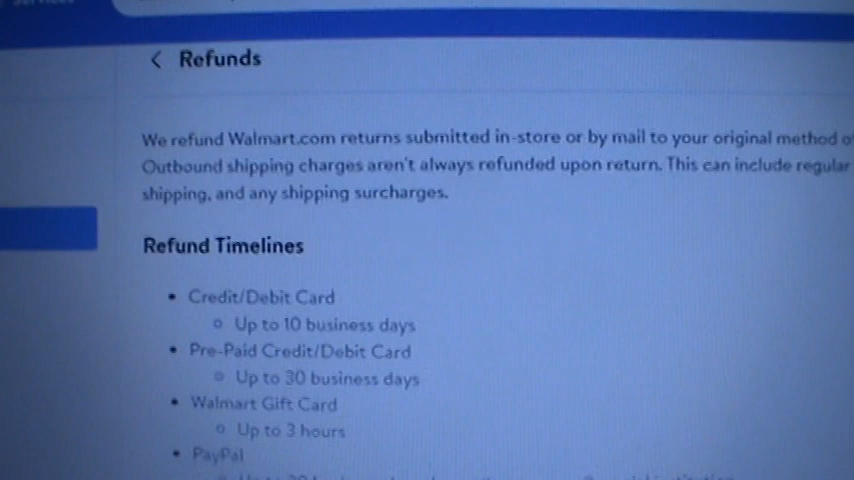 Refunds
We refund Walmart.com returns submitted in-store or by mail to your original method
Outbound shipping charges aren't always refunded upon return. This can include regular
shipping, and any shipping surcharges.
Refund Timelines
• Credit/Debit Card
○ Up to 10 business days
• Pre-Paid Credit/Debit Card
○ Up to 30 business days
• Walmart Gift Card
○ Up to 3 hours
• PayPal